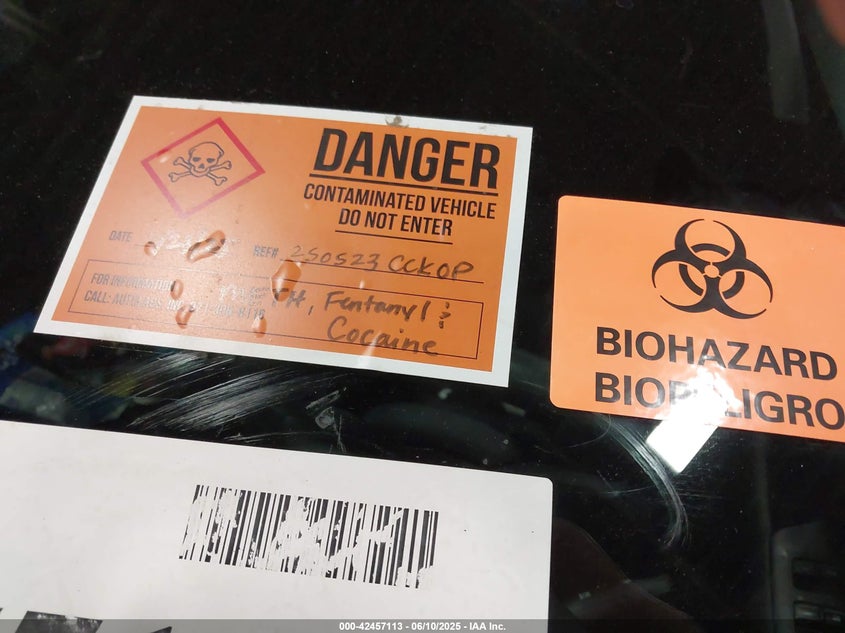 DANGER
CONTAMINATED VEHICLE
DO NOT ENTER
DATE
REF# 250523 CCKOP
FOR INFORMATION
CALL:
Fentanyl &
Cocaine
BIOHAZARD
000-42457113 - 06/10/2025 - IAA Inc.